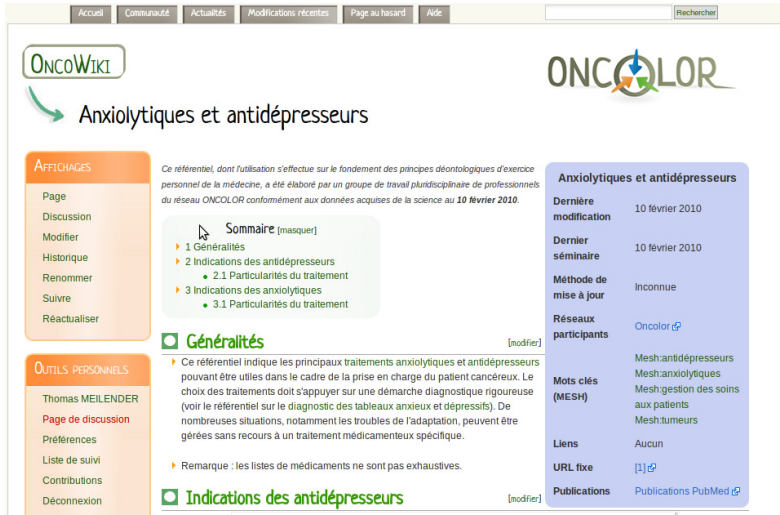 Accueil Communauté Actualités Modifications récentes Page au hasard Aide Rechercher
OncoWiki
ONCOLOR
Anxiolytiques et antidépresseurs
Affichages
Page
Discussion
Modifier
Historique
Renommer
Suivre
Réactualiser
Outils personnels
Thomas MEILENDER
Page de discussion
Préférences
Liste de suivi
Contributions
Déconnexion
Ce référentiel, dont l'utilisation s'effectue sur le fondement des principes déontologiques d'exercice
personnel de la médecine, a été élaboré par un groupe de travail pluridisciplinaire de professionnels
du réseau ONCOLOR conformément aux données acquises de la science au 10 février 2010.
Sommaire [masquer]
1 Généralités
2 Indications des antidépresseurs
2.1 Particularités du traitement
3 Indications des anxiolytiques
3.1 Particularités du traitement
Généralités [modifier]
Ce référentiel indique les principaux traitements anxiolytiques et antidépresseurs
pouvant être utiles dans le cadre de la prise en charge du patient cancéreux. Le
choix des traitements doit s'appuyer sur une démarche diagnostique rigoureuse
(voir le référentiel sur le diagnostic des tableaux anxieux et dépressifs). De
nombreuses situations, notamment les troubles de l'adaptation, peuvent être
gérées sans recours à un traitement médicamenteux spécifique.
Remarque : les listes de médicaments ne sont pas exhaustives.
Indications des antidépresseurs [modifier]
Anxiolytiques et antidépresseurs
Dernière
modification 10 février 2010
Dernier
séminaire 10 février 2010
Méthode de
mise à jour Inconnue
Réseaux
participants Oncolor
Mots clés
(MESH)
Mesh:antidépresseurs
Mesh:anxiolytiques
Mesh:gestion des soins
aux patients
Mesh:tumeurs
Liens Aucun
URL fixe [1]
Publications Publications PubMed